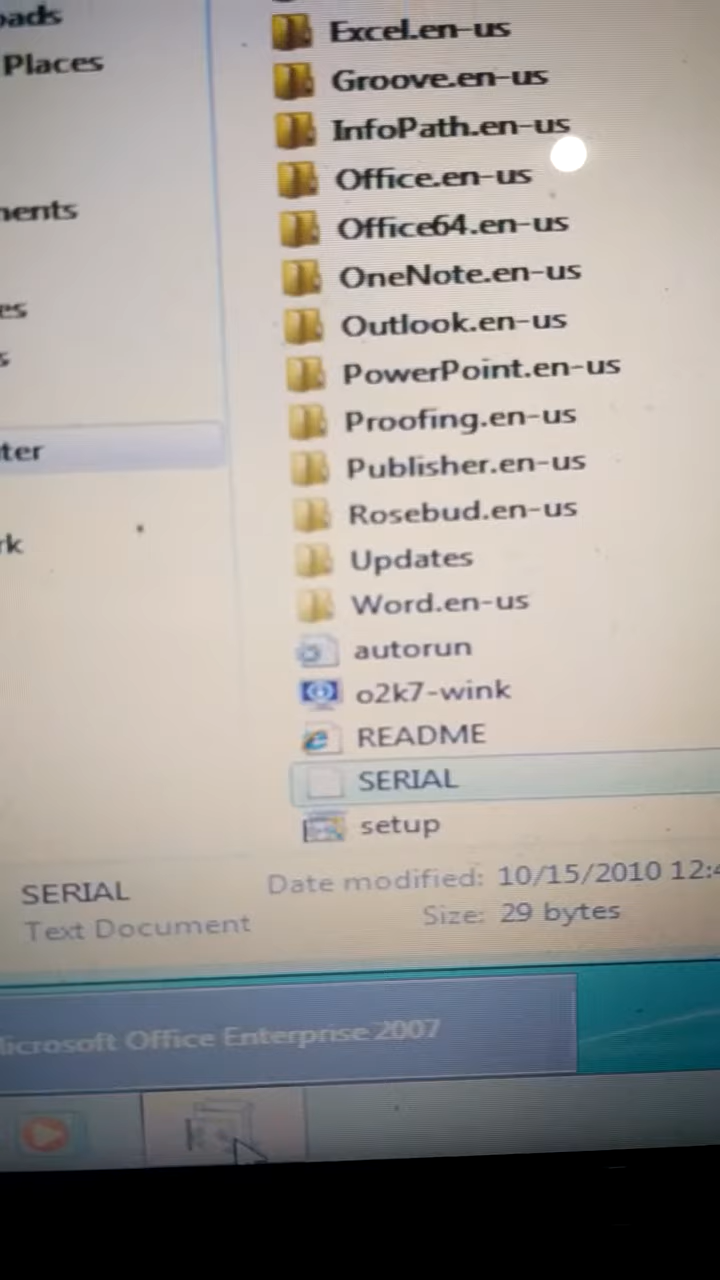 oads
Places
ments
es
s
ter
rk
Excel.en-us
Groove.en-us
InfoPath.en-us
Office.en-us
Office64.en-us
OneNote.en-us
Outlook.en-us
PowerPoint.en-us
Proofing.en-us
Publisher.en-us
Rosebud.en-us
Updates
Word.en-us
autorun
o2k7-wink
README
SERIAL
setup
SERIAL Date modified: 10/15/2010 12:4
Text Document Size: 29 bytes
Microsoft Office Enterprise 2007